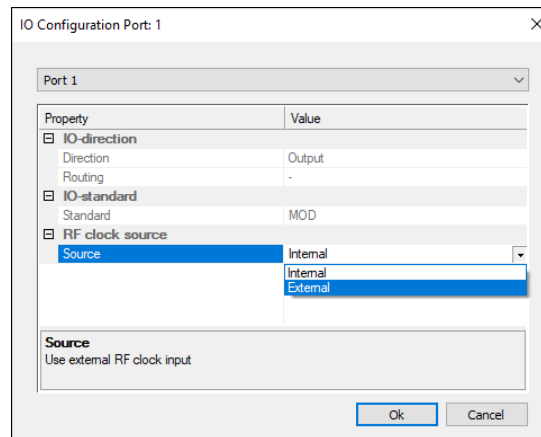 IO Configuration Port: 1
Port 1
Property Value
IO-direction
Direction Output
Routing -
IO-standard
Standard MOD
RF clock source
Source Internal
Internal
External
Source
Use external RF clock input
Ok Cancel